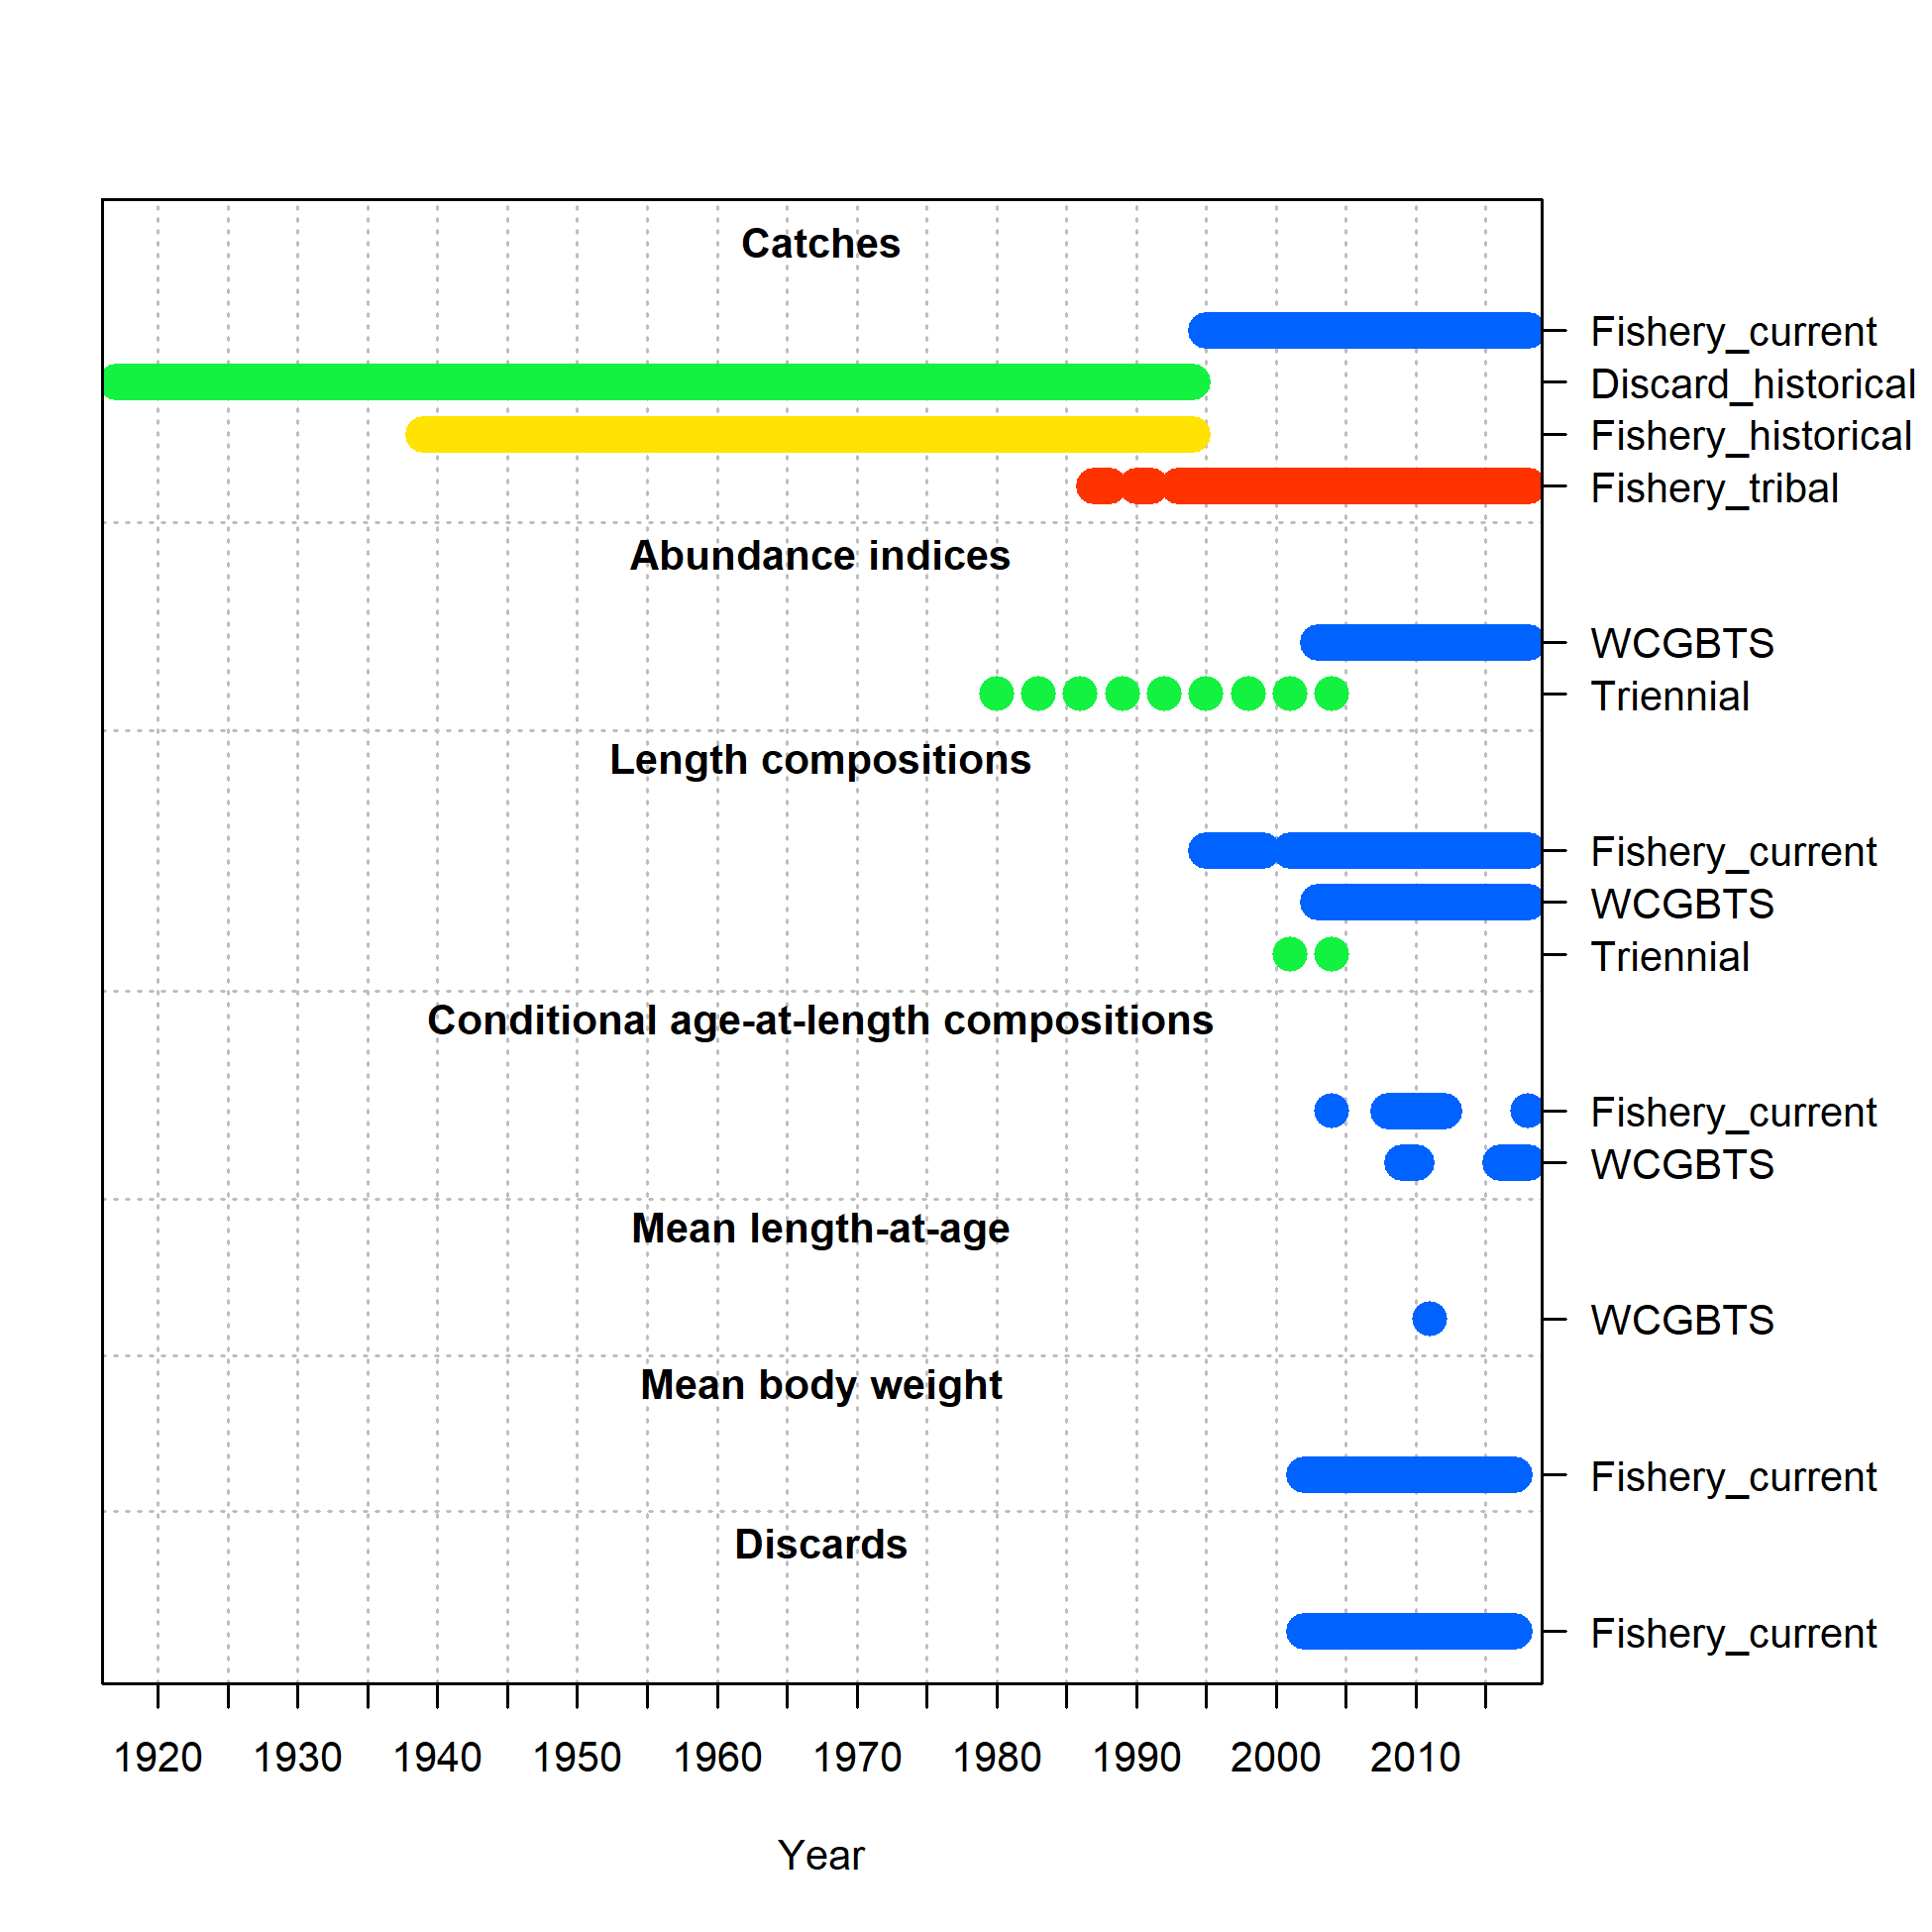 Catches
Fishery_current
Discard_historical
Fishery_historical
Fishery_tribal
Abundance indices
WCGBTS
Triennial
Length compositions
Fishery_current
WCGBTS
Triennial
Conditional age-at-length compositions
Fishery_current
WCGBTS
Mean length-at-age
WCGBTS
Mean body weight
Fishery_current
Discards
Fishery_current
1920 1930 1940 1950 1960 1970 1980 1990 2000 2010
Year